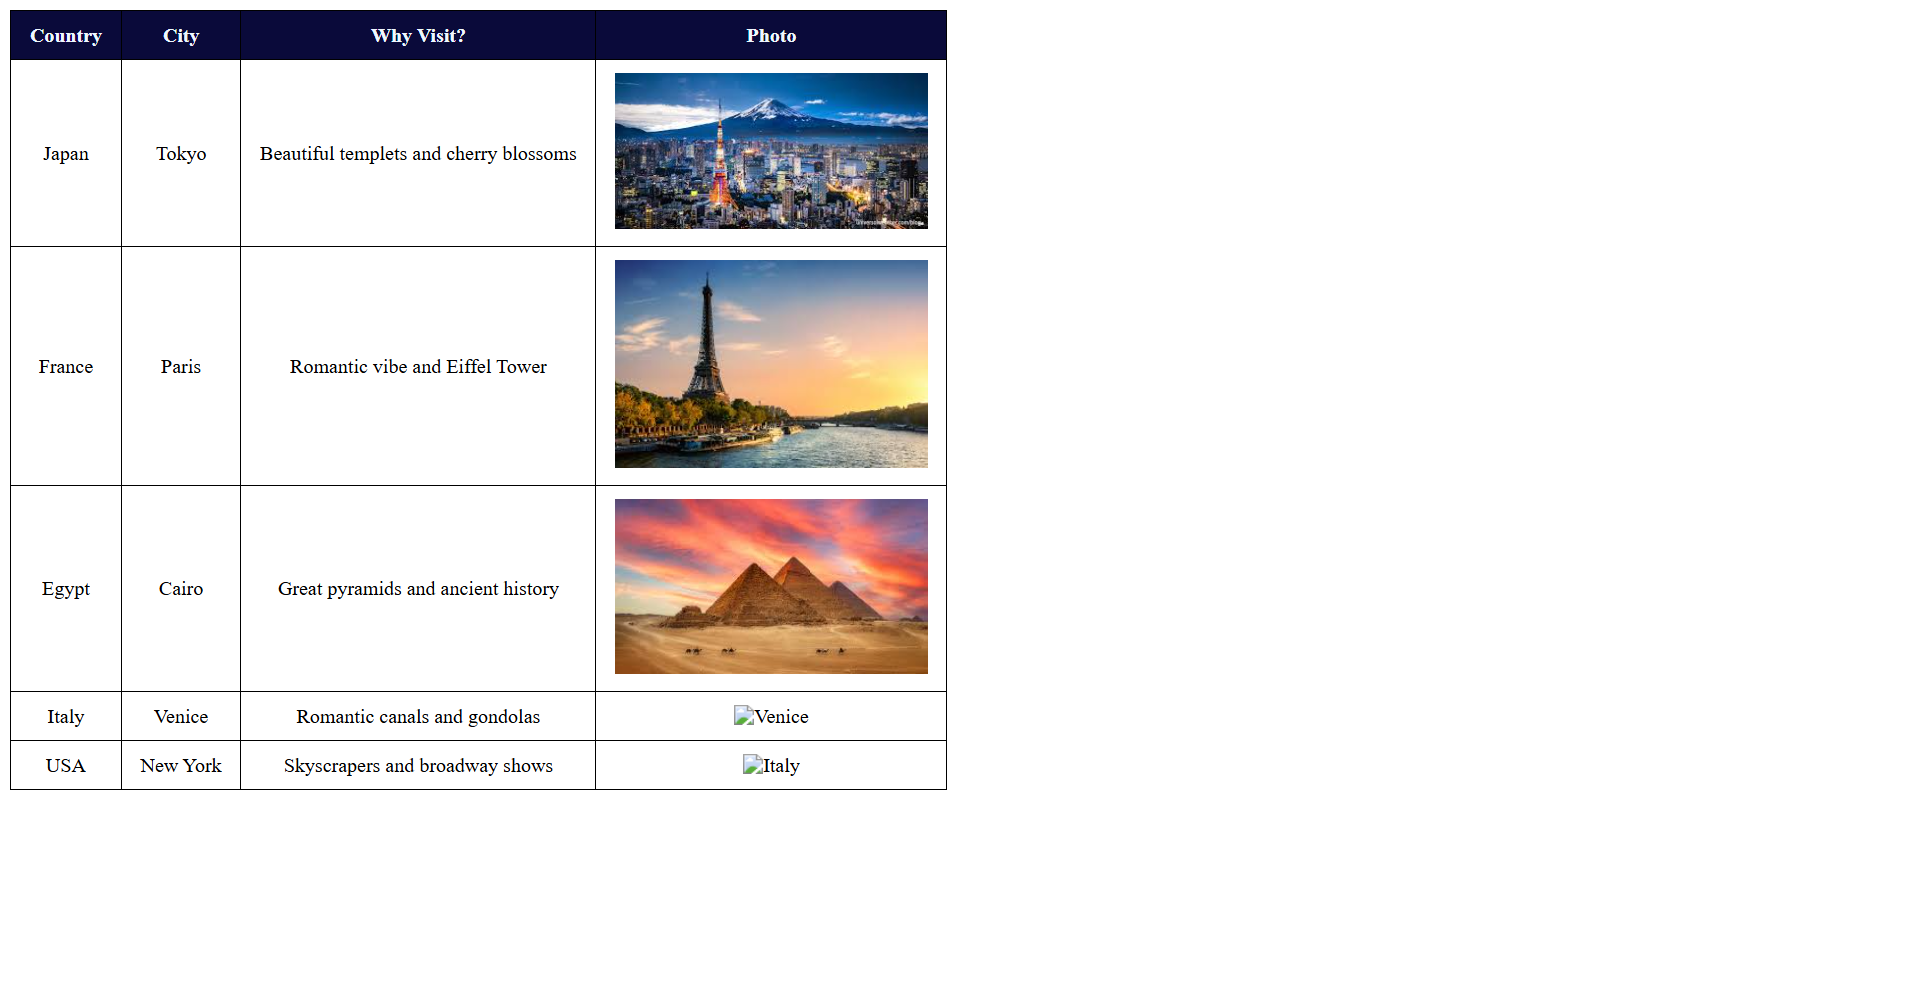 Country City Why Visit? Photo
Japan Tokyo Beautiful templets and cherry blossoms
France Paris Romantic vibe and Eiffel Tower
Egypt Cairo Great pyramids and ancient history
Italy Venice Romantic canals and gondolas Venice
USA New York Skyscrapers and broadway shows Italy